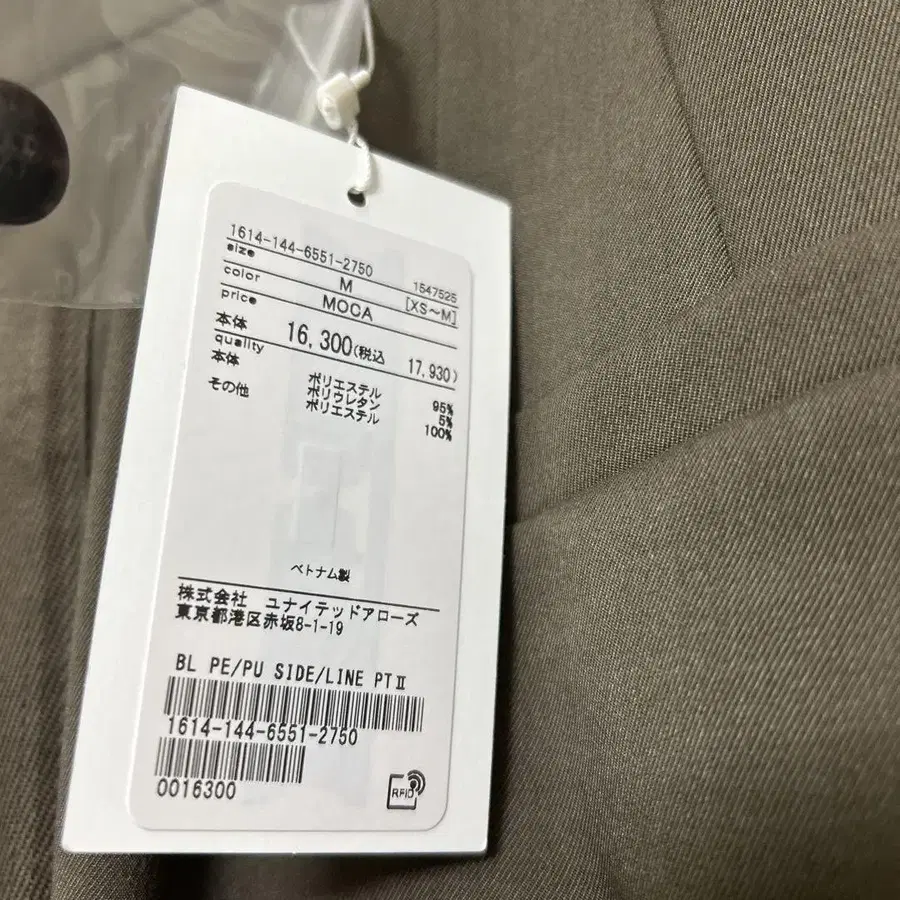 1614-144-6551-2750
1547525
size M [XS~M]
color MOCA
price
本体 16,300(税込 17,930)
quality
本体 ポリエステル 95%
ポリウレタン 5%
その他 ポリエステル 100%
ベトナム製
株式会社 ユナイテッドアローズ
東京都港区赤坂8-1-19
BL PE/PU SIDE/LINE PTⅡ
1614-144-6551-2750
0016300
RFID